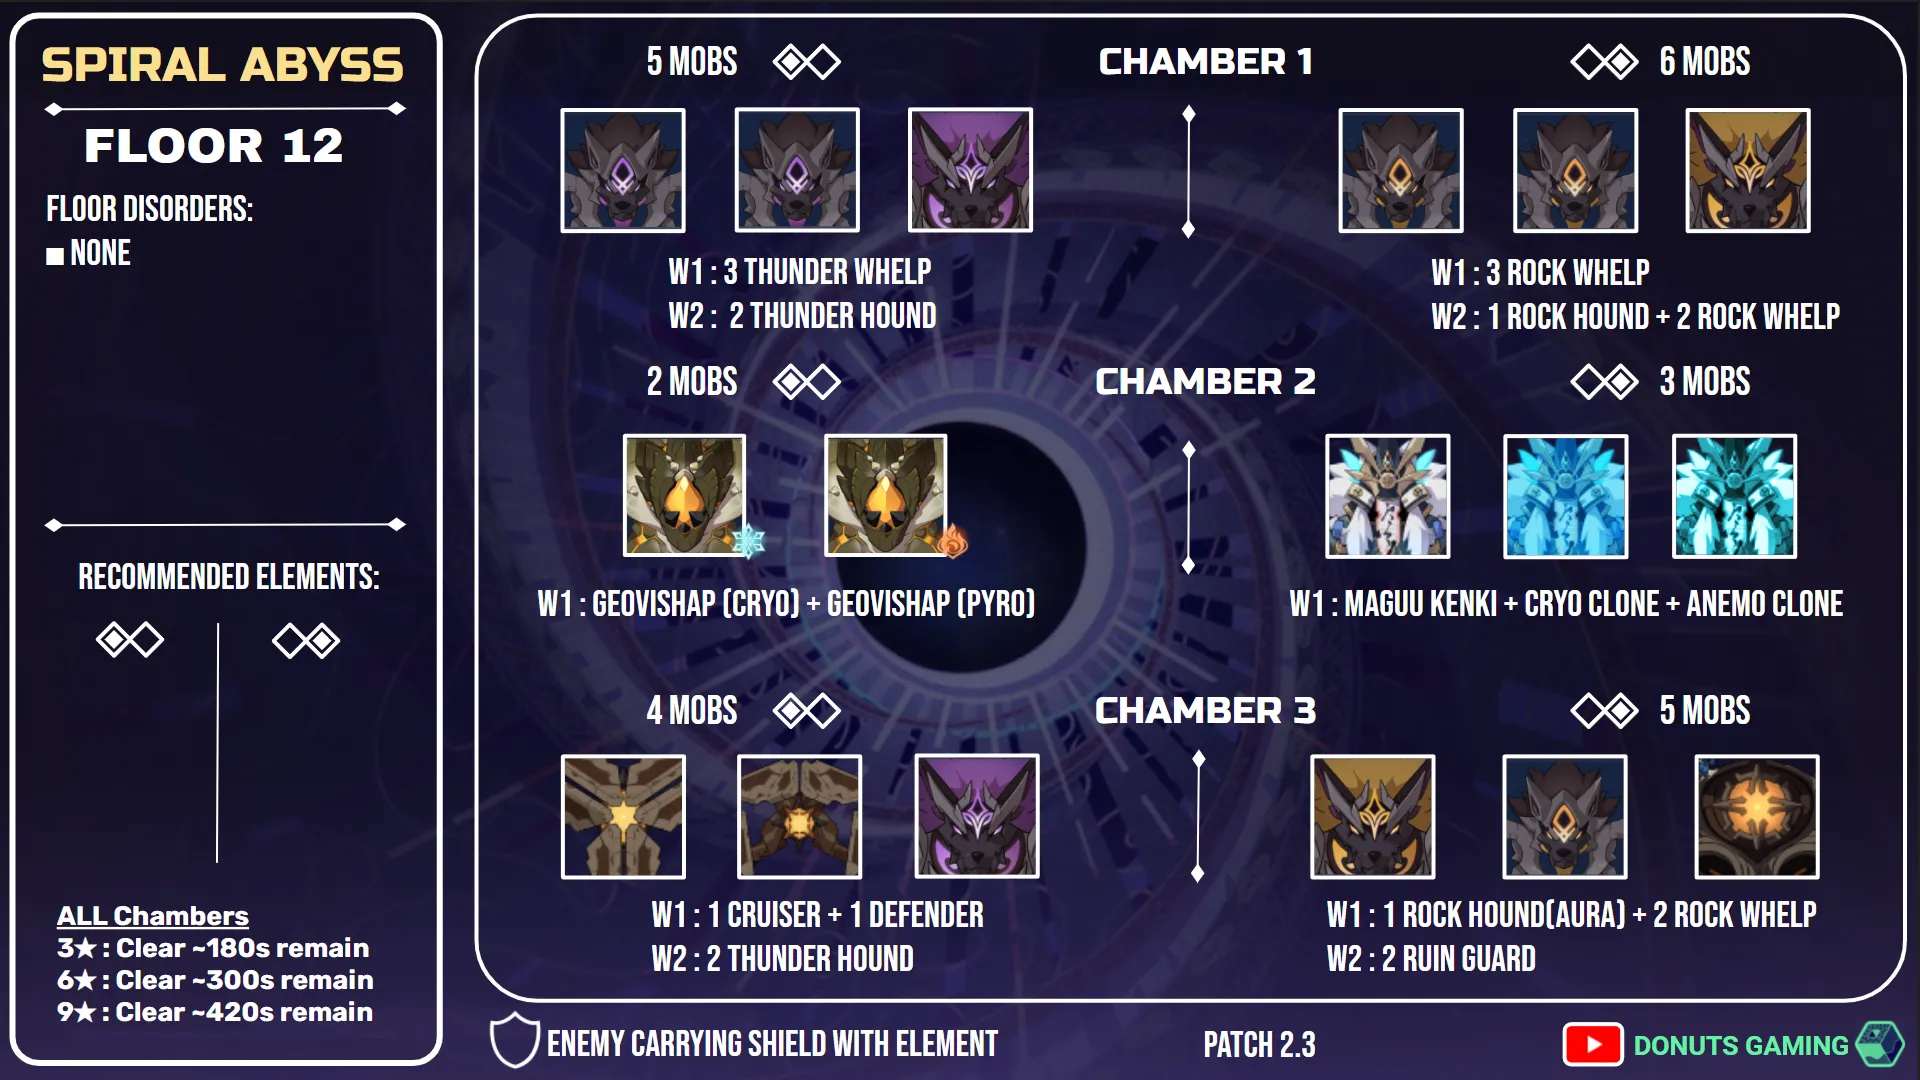 SPIRAL ABYSS
FLOOR 12
FLOOR DISORDERS:
■ NONE
RECOMMENDED ELEMENTS:
ALL Chambers
3★ : Clear ~180s remain
6★ : Clear ~300s remain
9★ : Clear ~420s remain
5 MOBS
CHAMBER 1
6 MOBS
W1 : 3 THUNDER WHELP
W2 : 2 THUNDER HOUND
W1 : 3 ROCK WHELP
W2 : 1 ROCK HOUND + 2 ROCK WHELP
2 MOBS
CHAMBER 2
3 MOBS
W1 : GEOVISHAP (CRYO) + GEOVISHAP (PYRO)
W1 : MAGUU KENKI + CRYO CLONE + ANEMO CLONE
4 MOBS
CHAMBER 3
5 MOBS
W1 : 1 CRUISER + 1 DEFENDER
W2 : 2 THUNDER HOUND
W1 : 1 ROCK HOUND(AURA) + 2 ROCK WHELP
W2 : 2 RUIN GUARD
ENEMY CARRYING SHIELD WITH ELEMENT
PATCH 2.3
DONUTS GAMING